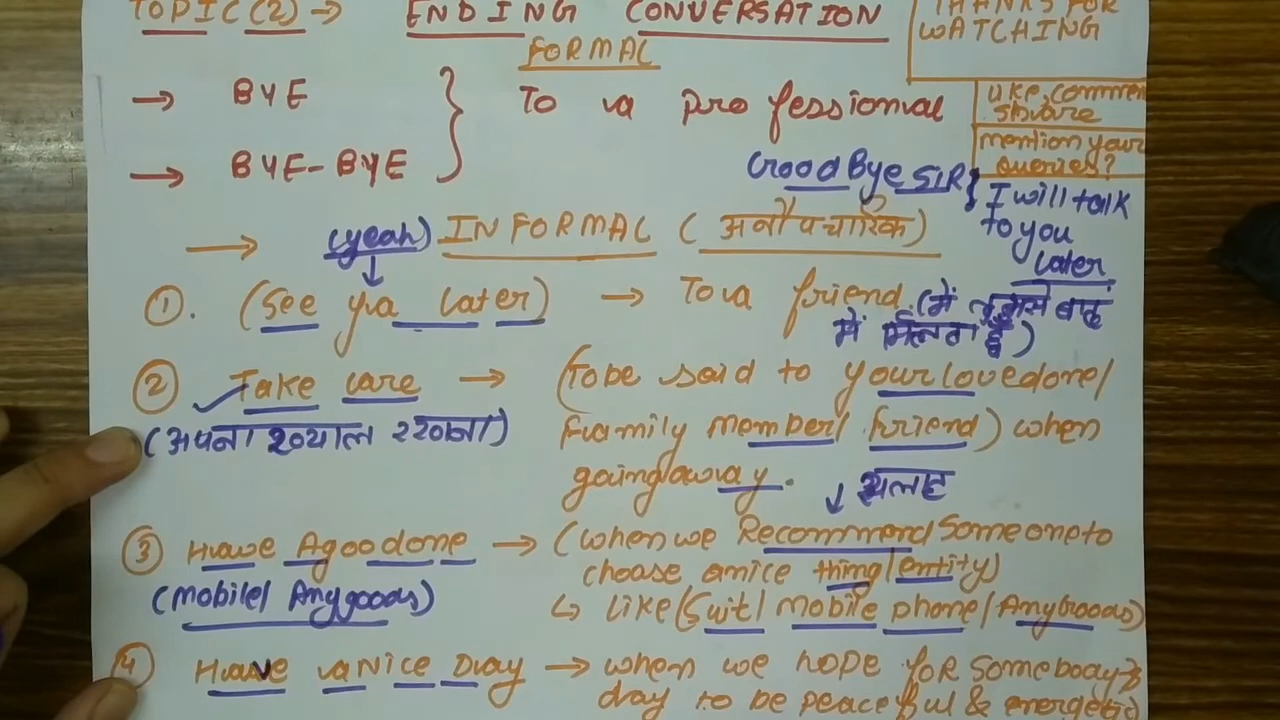 TOPIC (2) → ENDING CONVERSATION
THANKS FOR
WATCHING
FORMAL
→ BYE
→ BYE-BYE
To a professional
Like, comment
share
mention your
queries?
Good Bye SIR
I will talk
to you
later
→ INFORMAL (अनौपचारिक)
(yeah)
①. (See ya later) → To a friend. (में तुमसे बाद
में मिलता हूँ)
② Take care → (To be said to your loved one/
(अपना ख्याल रखना)
Family member/ friend) when
going away.
↓ सलाह
③ Have A good one → (when we Recommend Someone to
(Mobile/ Any goods)
choose a nice thing/entity)
↳ like (Suit/ mobile phone/ Any Goods)
④ Have a Nice Day → when we hope for somebody's
day to be peaceful & energetic